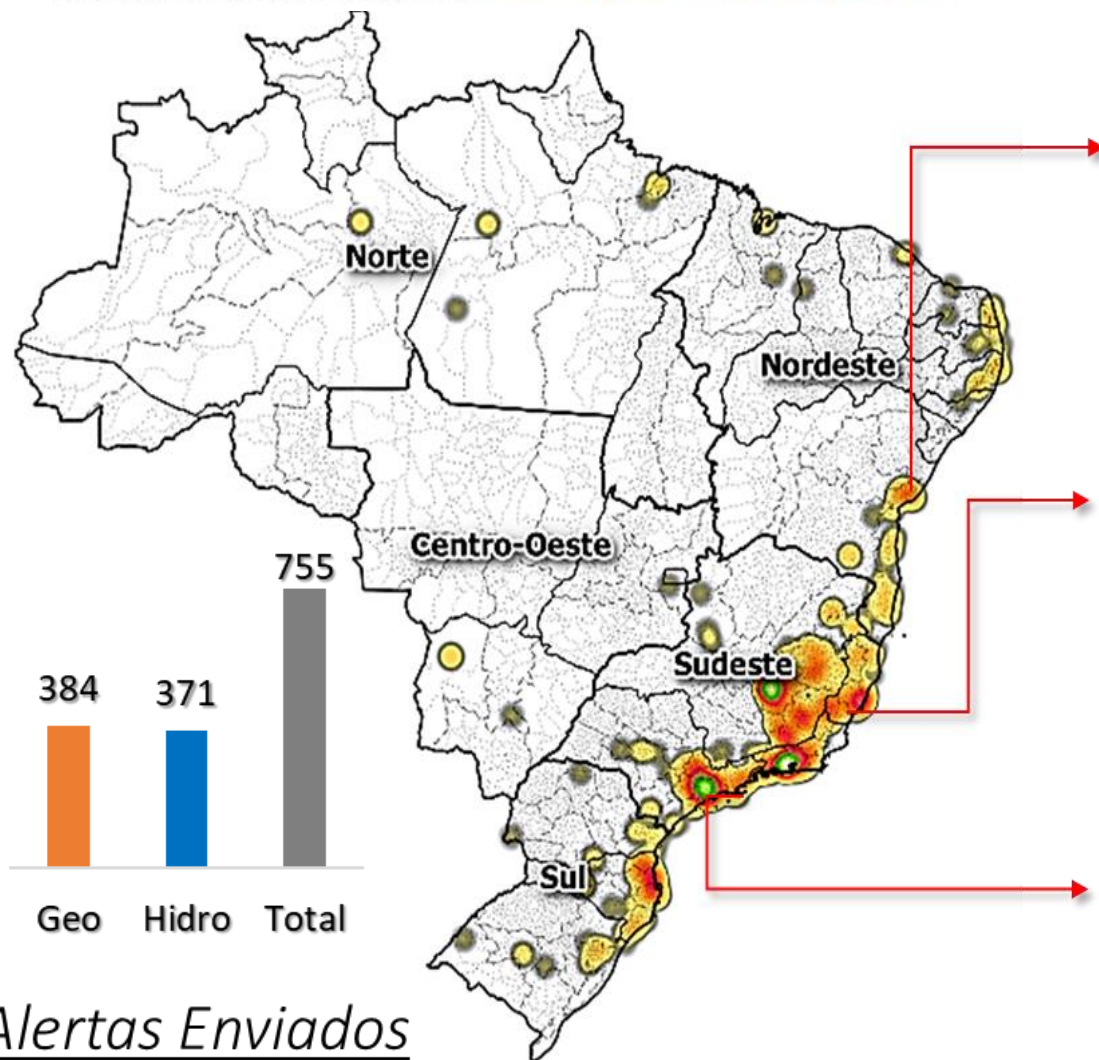 Norte
Nordeste
Centro-Oeste
Sudeste
Sul
755
384
371
Geo Hidro Total
Alertas Enviados